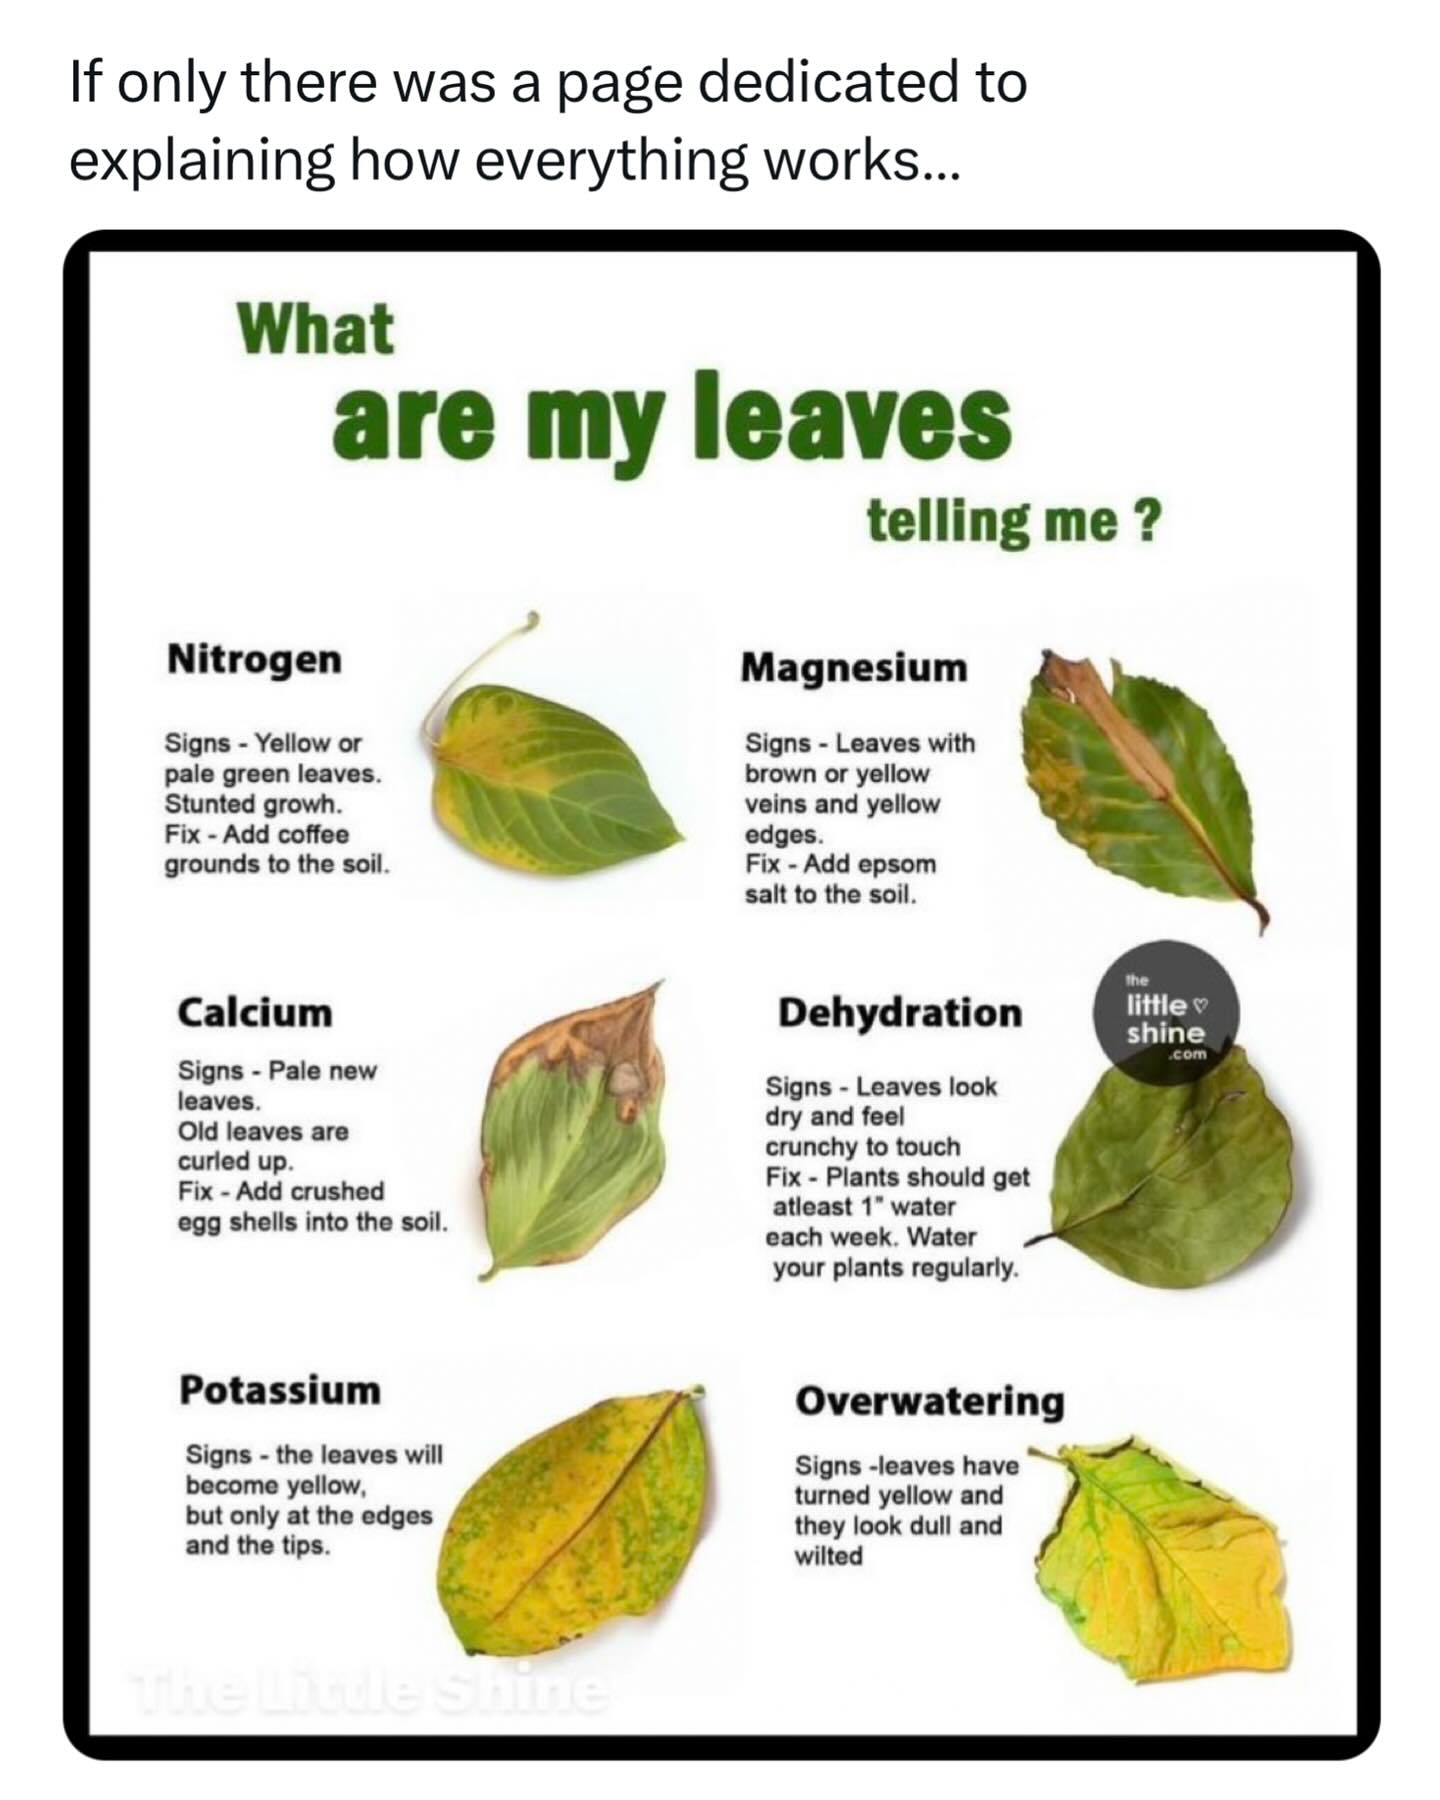 If only there was a page dedicated to
explaining how everything works...
What
are my leaves
telling me ?
Nitrogen
Signs - Yellow or
pale green leaves.
Stunted growh.
Fix - Add coffee
grounds to the soil.
Magnesium
Signs - Leaves with
brown or yellow
veins and yellow
edges.
Fix - Add epsom
salt to the soil.
Calcium
Signs - Pale new
leaves.
Old leaves are
curled up.
Fix - Add crushed
egg shells into the soil.
Dehydration
Signs - Leaves look
dry and feel
crunchy to touch
Fix - Plants should get
atleast 1" water
each week. Water
your plants regularly.
the
little ♡
shine
.com
Potassium
Signs - the leaves will
become yellow,
but only at the edges
and the tips.
Overwatering
Signs -leaves have
turned yellow and
they look dull and
wilted
The Little Shine